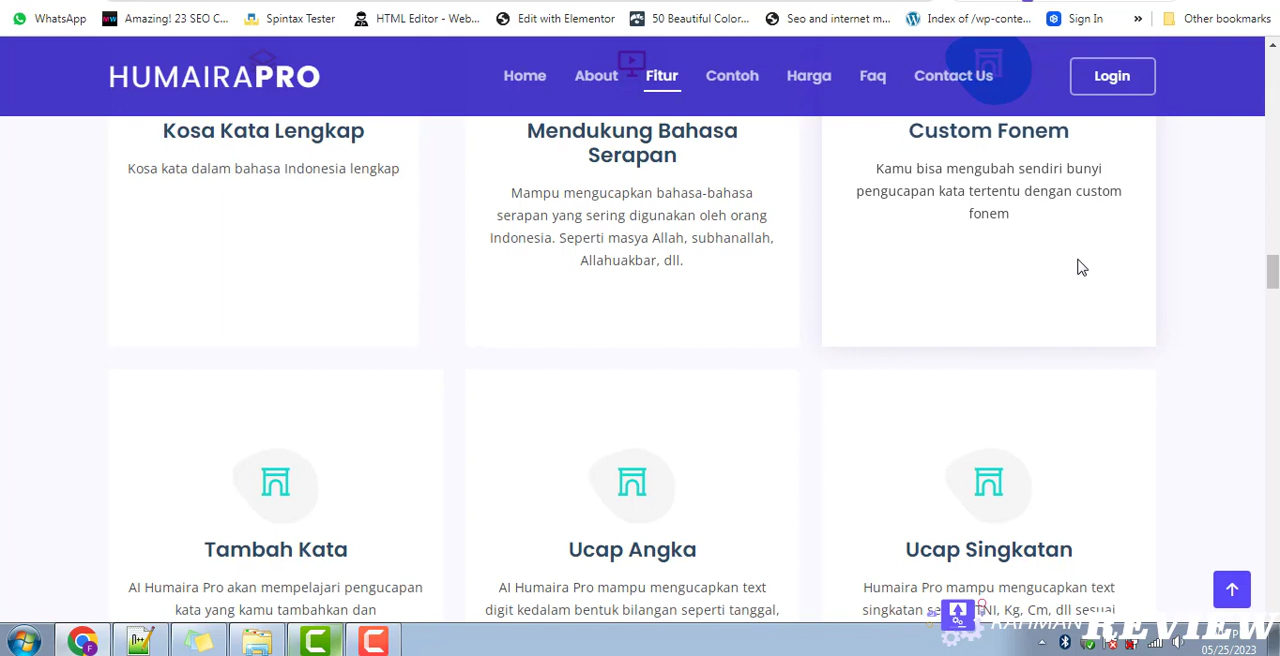 WhatsApp
Amazing! 23 SEO C...
Spintax Tester
HTML Editor - Web...
Edit with Elementor
50 Beautiful Color...
Seo and internet m...
Index of /wp-conte...
Sign In
»
Other bookmarks
HUMAIRAPRO
Home
About
Fitur
Contoh
Harga
Faq
Contact Us
Login
Kosa Kata Lengkap
Kosa kata dalam bahasa Indonesia lengkap
Mendukung Bahasa
Serapan
Mampu mengucapkan bahasa-bahasa
serapan yang sering digunakan oleh orang
Indonesia. Seperti masya Allah, subhanallah,
Allahuakbar, dll.
Custom Fonem
Kamu bisa mengubah sendiri bunyi
pengucapan kata tertentu dengan custom
fonem
Tambah Kata
AI Humaira Pro akan mempelajari pengucapan
kata yang kamu tambahkan dan
Ucap Angka
AI Humaira Pro mampu mengucapkan text
digit kedalam bentuk bilangan seperti tanggal,
Ucap Singkatan
Humaira Pro mampu mengucapkan text
singkatan TNI, Kg, Cm, dll sesuai
RAHMAN
REVIEW
05/25/2023